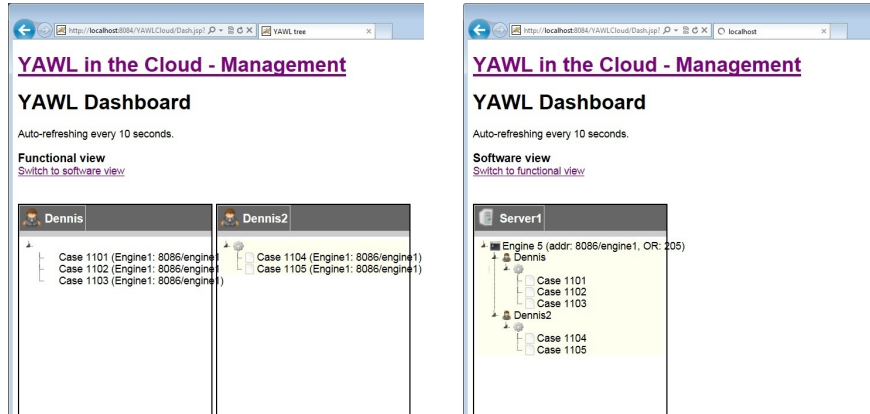 http://localhost:8084/YAWLCloud/Dash.jsp? YAWL tree
YAWL in the Cloud - Management
YAWL Dashboard
Auto-refreshing every 10 seconds.
Functional view
Switch to software view
Dennis
Case 1101 (Engine1: 8086/engine1
Case 1102 (Engine1: 8086/engine1
Case 1103 (Engine1: 8086/engine1)
Dennis2
Case 1104 (Engine1: 8086/engine1)
Case 1105 (Engine1: 8086/engine1)
http://localhost:8084/YAWLCloud/Dash.jsp? localhost
YAWL in the Cloud - Management
YAWL Dashboard
Auto-refreshing every 10 seconds.
Software view
Switch to functional view
Server1
Engine 5 (addr: 8086/engine1, OR: 205)
Dennis
Case 1101
Case 1102
Case 1103
Dennis2
Case 1104
Case 1105